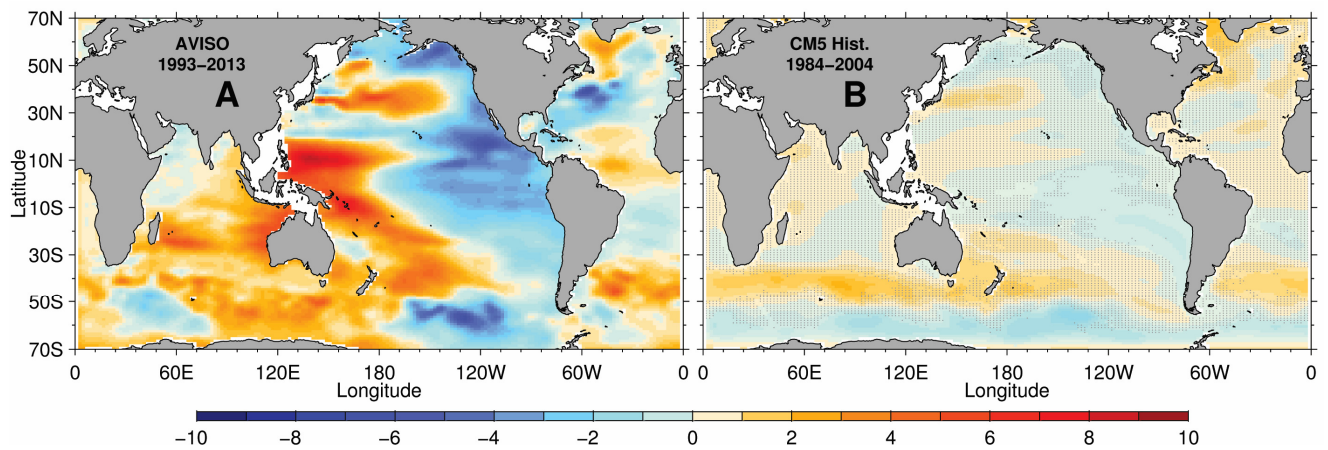 70N
50N
30N
10N
10S
30S
50S
70S
Latitude
AVISO
1993–2013
A
CM5 Hist.
1984–2004
B
0 60E 120E 180 120W 60W 0
Longitude
0 60E 120E 180 120W 60W 0
Longitude
−10 −8 −6 −4 −2 0 2 4 6 8 10